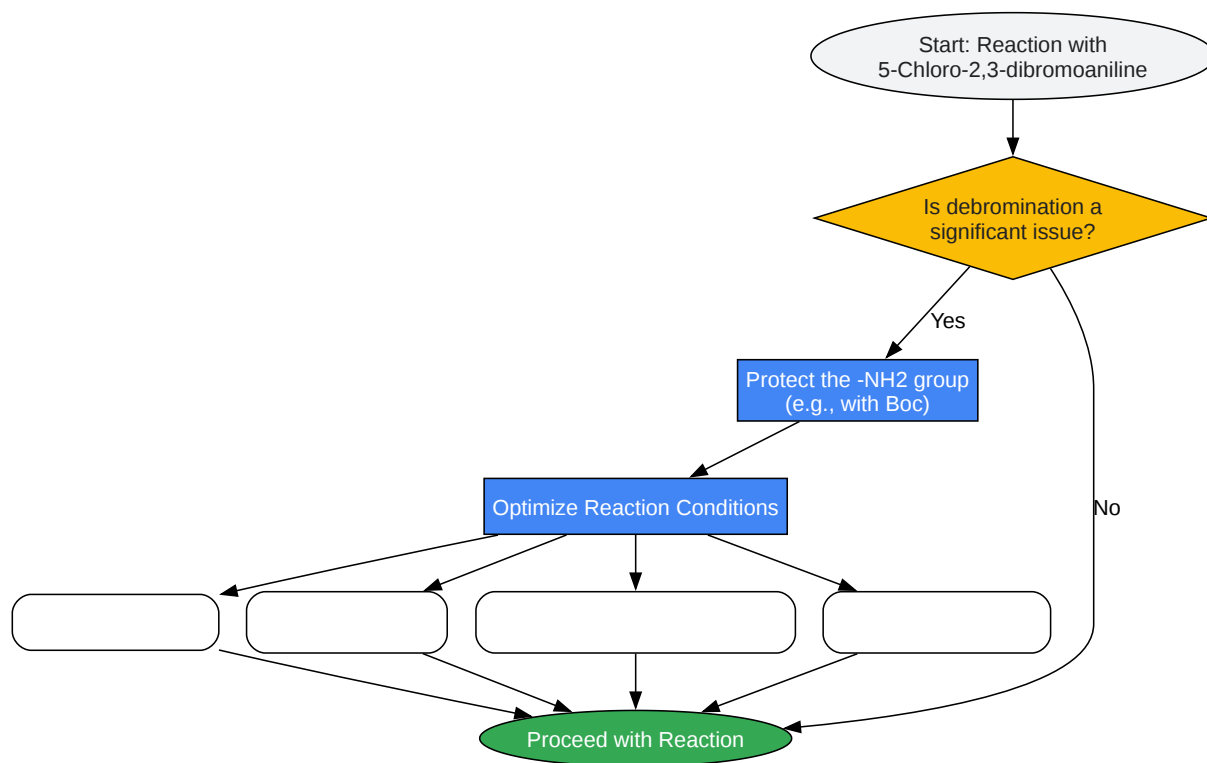 Start: Reaction with
5-Chloro-2,3-dibromoaniline
Is debromination a
significant issue?
Yes
Protect the -NH2 group
(e.g., with Boc)
Optimize Reaction Conditions
No
Proceed with Reaction